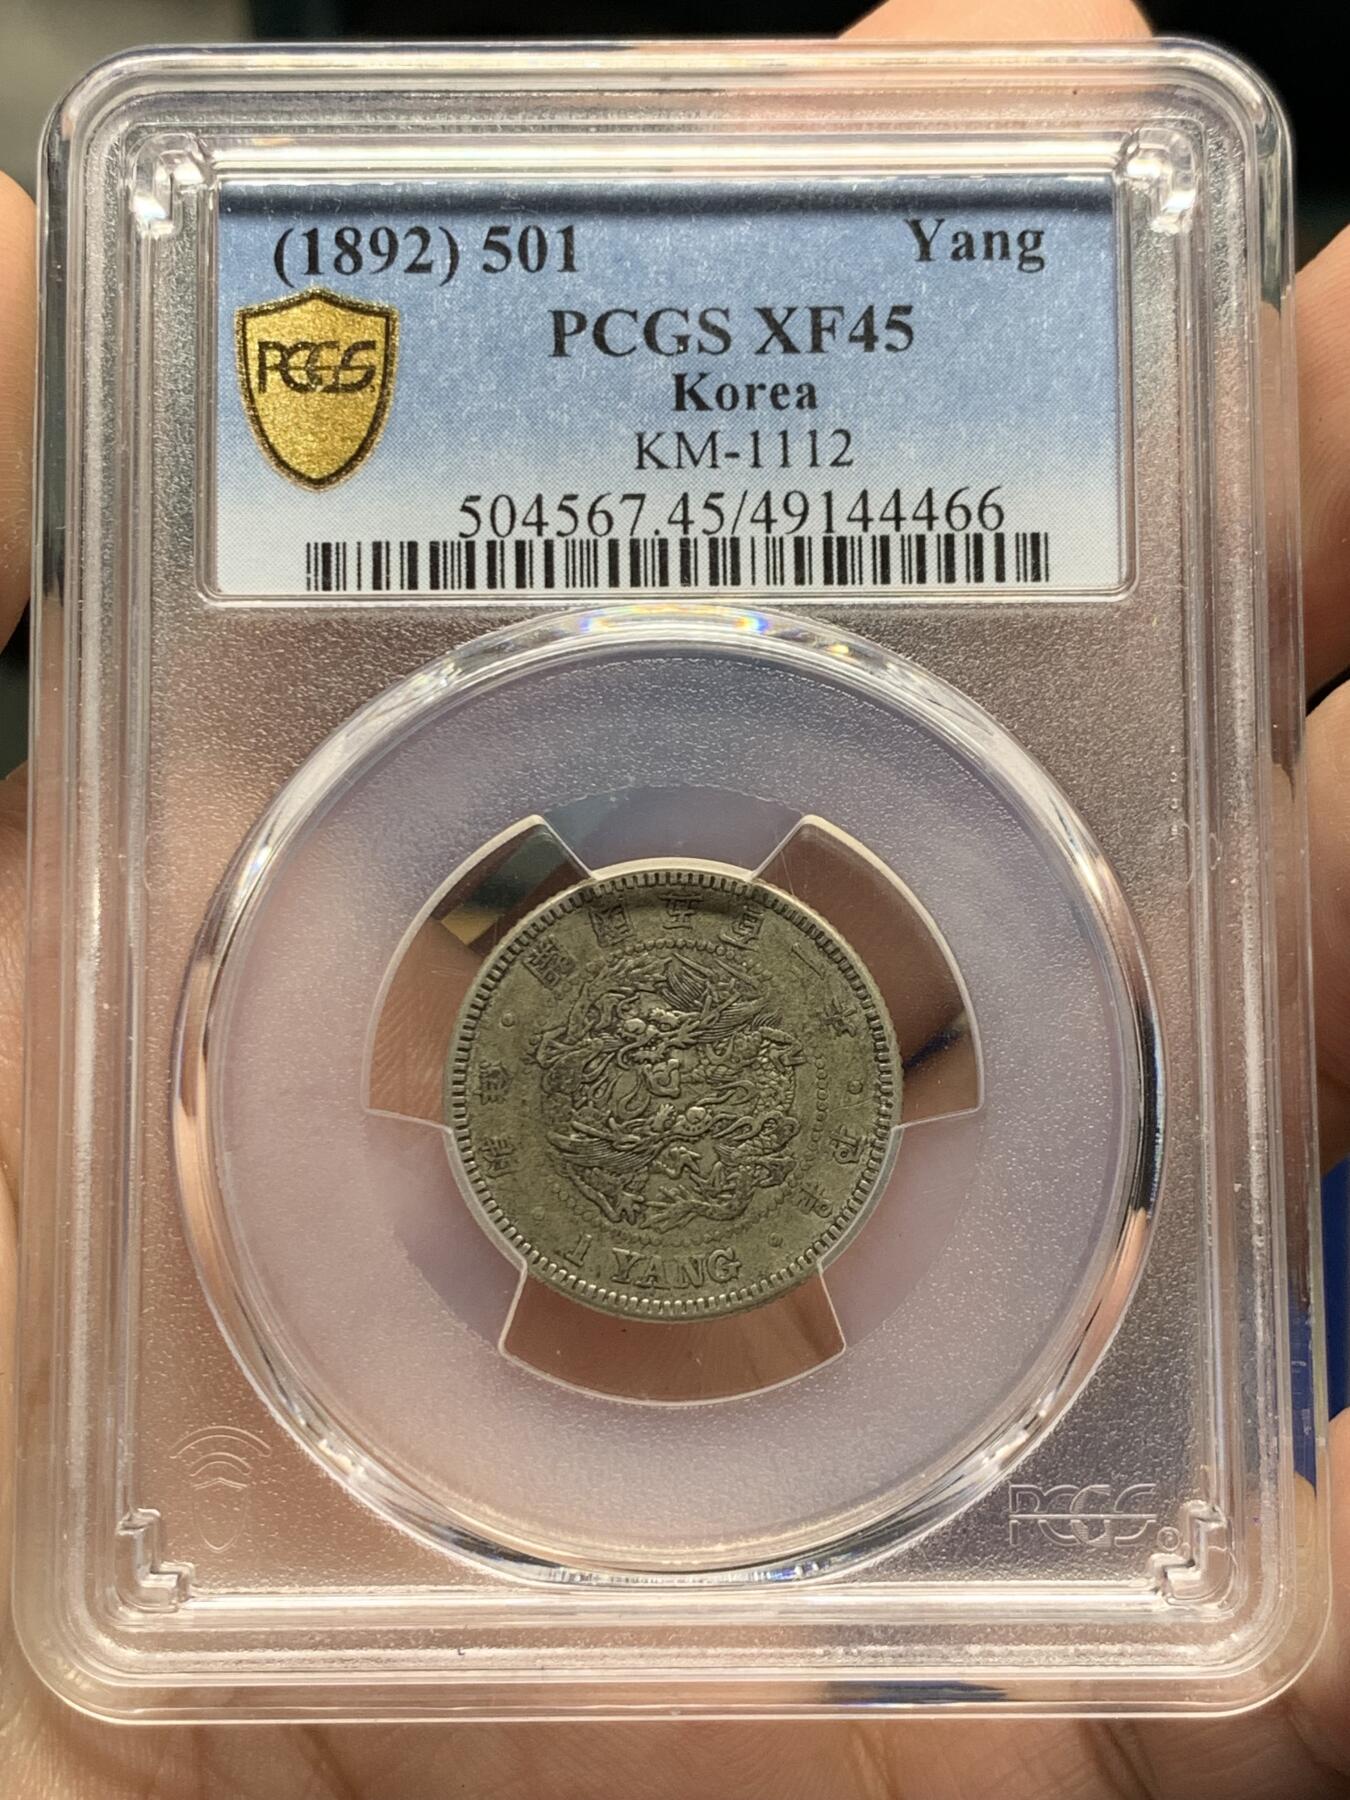 (1892) 501 Yang
PCGS
PCGS XF45
Korea
KM-1112
504567.45/49144466
1 YANG
PCGS